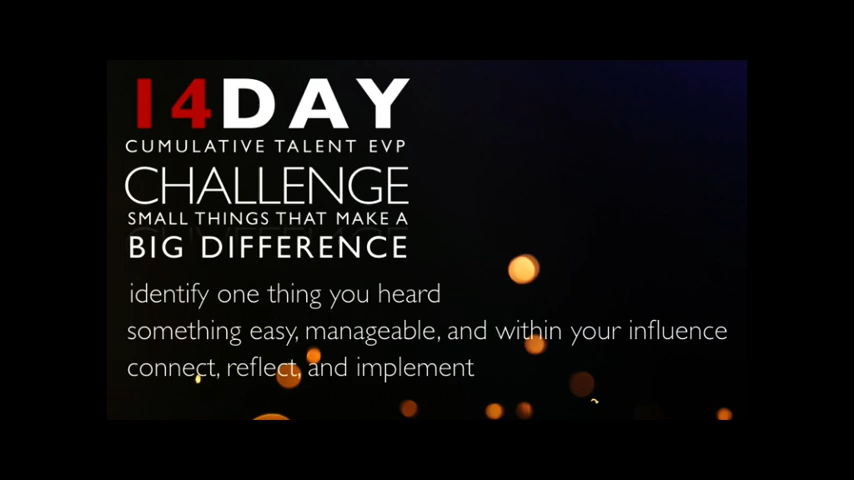 14DAY
CUMULATIVE TALENT EVP
CHALLENGE
SMALL THINGS THAT MAKE A
BIG DIFFERENCE
identify one thing you heard
something easy, manageable, and within your influence
connect, reflect, and implement